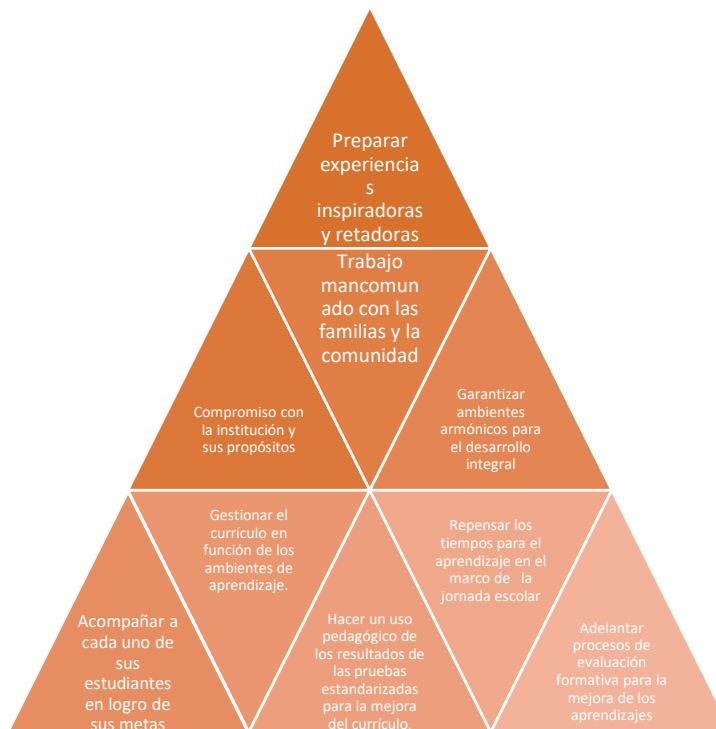 Preparar
experiencia
s
inspiradoras
y retadoras
Trabajo
mancomun
ado con las
familias y la
comunidad
Compromiso con
la institución y
sus propósitos
Garantizar
ambientes
armónicos para
el desarrollo
integral
Gestionar el
currículo en
función de los
ambientes de
aprendizaje.
Repensar los
tiempos para el
aprendizaje en el
marco de la
jornada escolar
Acompañar a
cada uno de
sus
estudiantes
en logro de
sus metas
Hacer un uso
pedagógico de
los resultados de
las pruebas
estandarizadas
para la mejora
del currículo.
Adelantar
procesos de
evaluación
formativa para la
mejora de los
aprendizajes